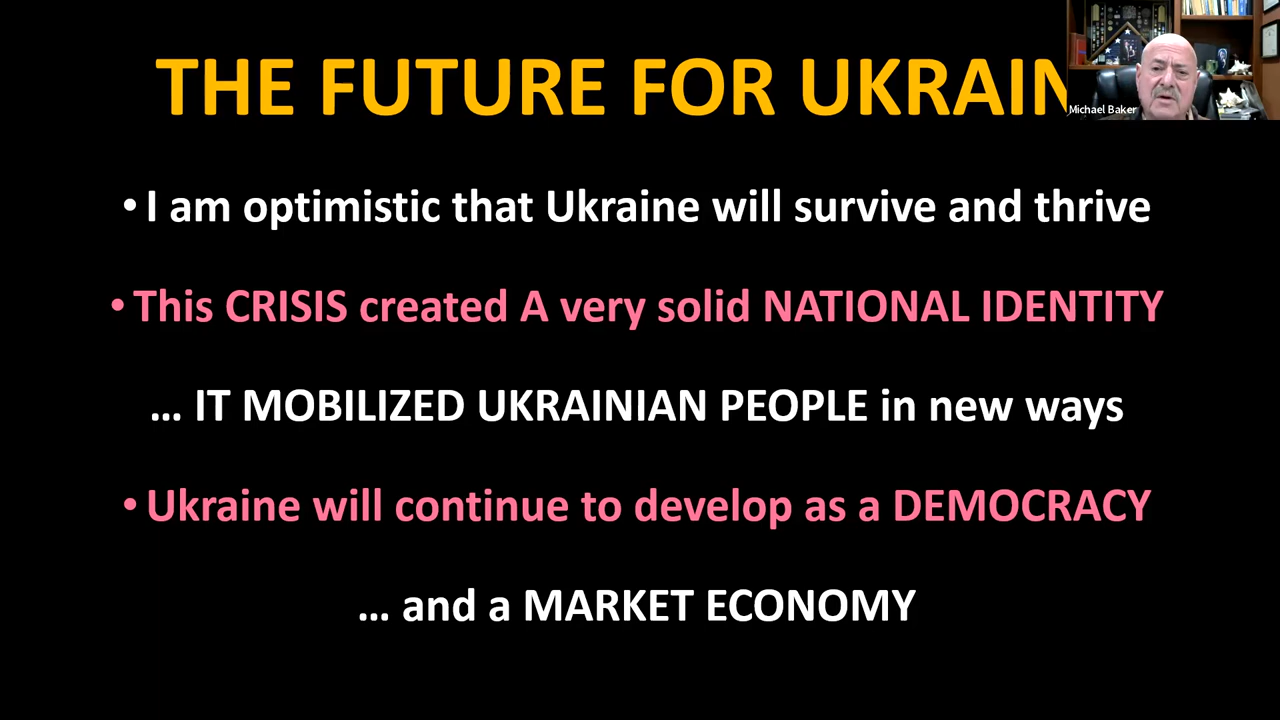 THE FUTURE FOR UKRAIN
Michael Baker
• I am optimistic that Ukraine will survive and thrive
• This CRISIS created A very solid NATIONAL IDENTITY
... IT MOBILIZED UKRAINIAN PEOPLE in new ways
• Ukraine will continue to develop as a DEMOCRACY
... and a MARKET ECONOMY